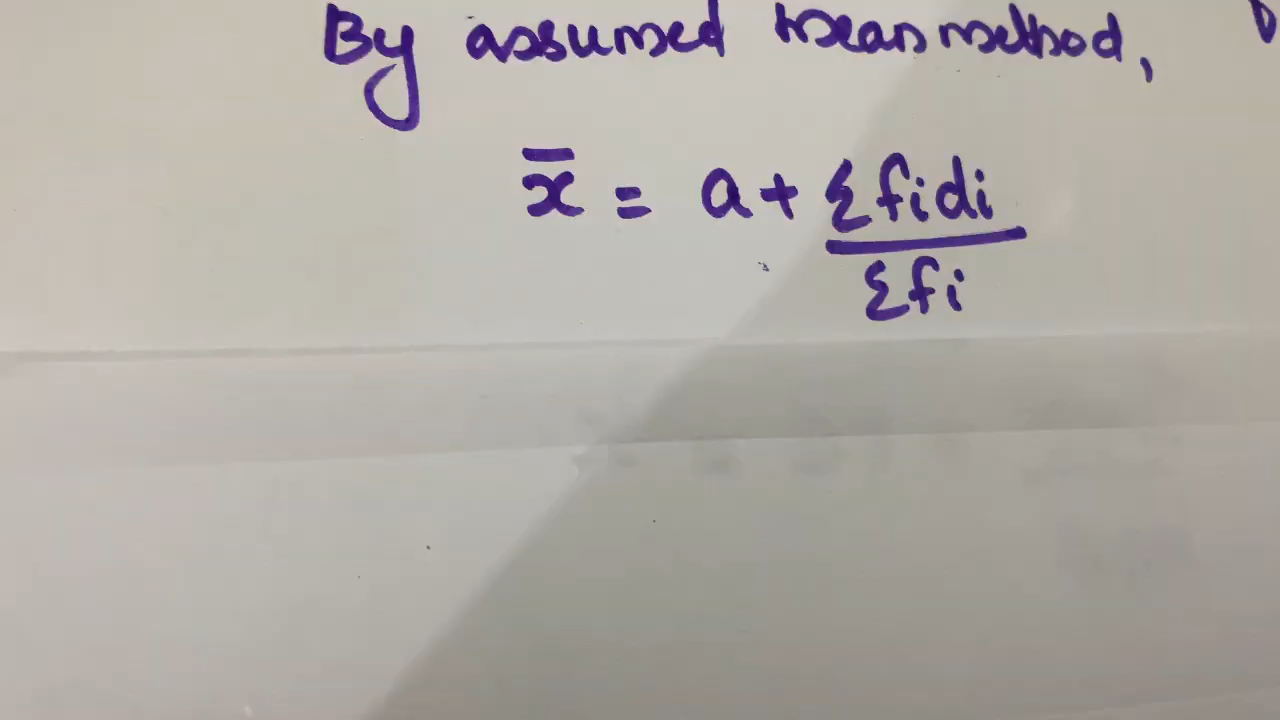 By assumed mean method,
x̄ = a + Σfidi
Σfi